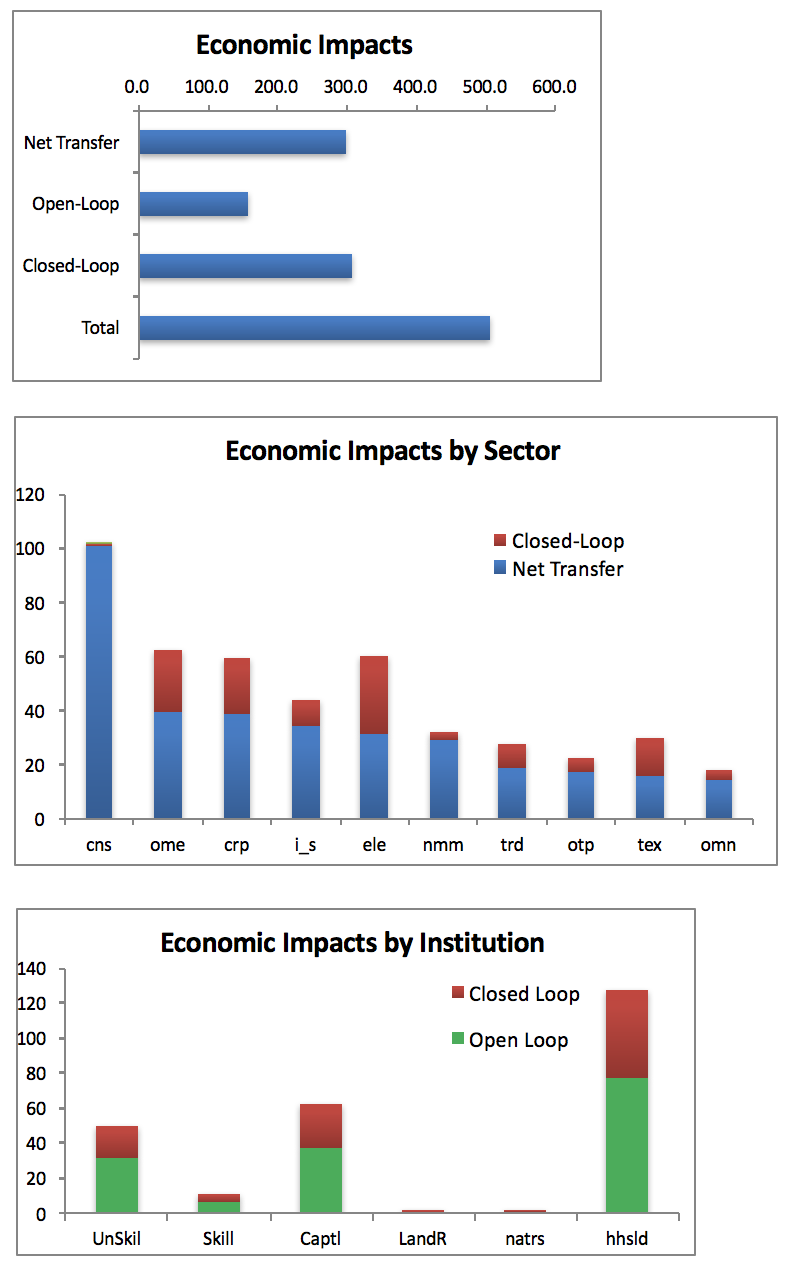 Economic Impacts
0.0 100.0 200.0 300.0 400.0 500.0 600.0
Net Transfer
Open-Loop
Closed-Loop
Total
Economic Impacts by Sector
120
100
80
60
40
20
0
Closed-Loop
Net Transfer
cns ome crp i_s ele nmm trd otp tex omn
Economic Impacts by Institution
140
120
100
80
60
40
20
0
Closed Loop
Open Loop
UnSkil Skill Captl LandR natrs hhsld